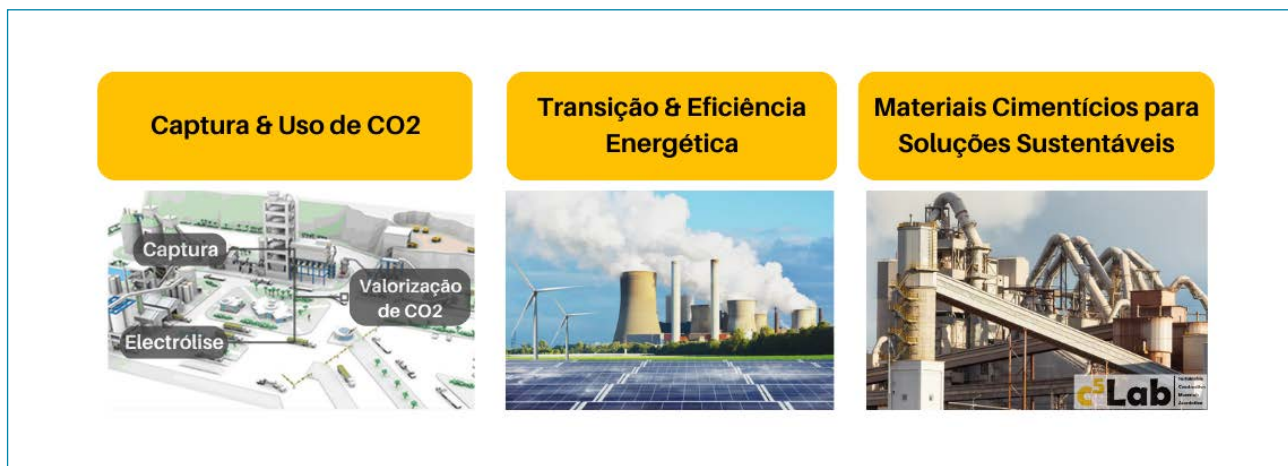 Captura & Uso de CO2
Transição & Eficiência
Energética
Materiais Cimentícios para
Soluções Sustentáveis
Captura
Valorização
de CO2
Electrólise
c⁵Lab